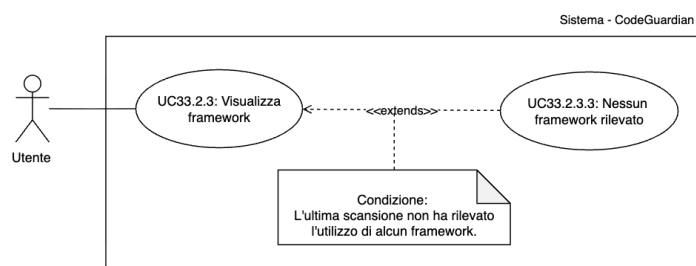 Sistema - CodeGuardian
UC33.2.3: Visualizza
framework
<<extends>>
UC33.2.3.3: Nessun
framework rilevato
Utente
Condizione:
L'ultima scansione non ha rilevato
l'utilizzo di alcun framework.